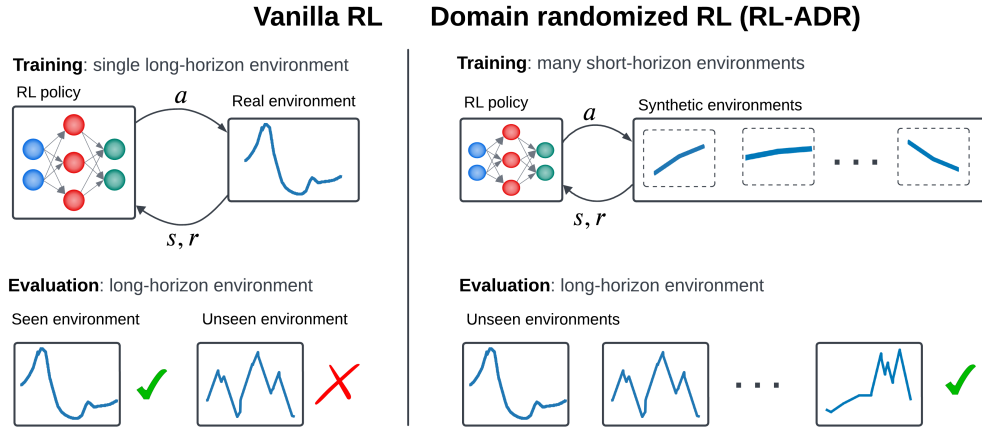 Vanilla RL
Training: single long-horizon environment
RL policy
a
Real environment
s, r
Evaluation: long-horizon environment
Seen environment
Unseen environment
Domain randomized RL (RL-ADR)
Training: many short-horizon environments
RL policy
a
Synthetic environments
s, r
Evaluation: long-horizon environment
Unseen environments